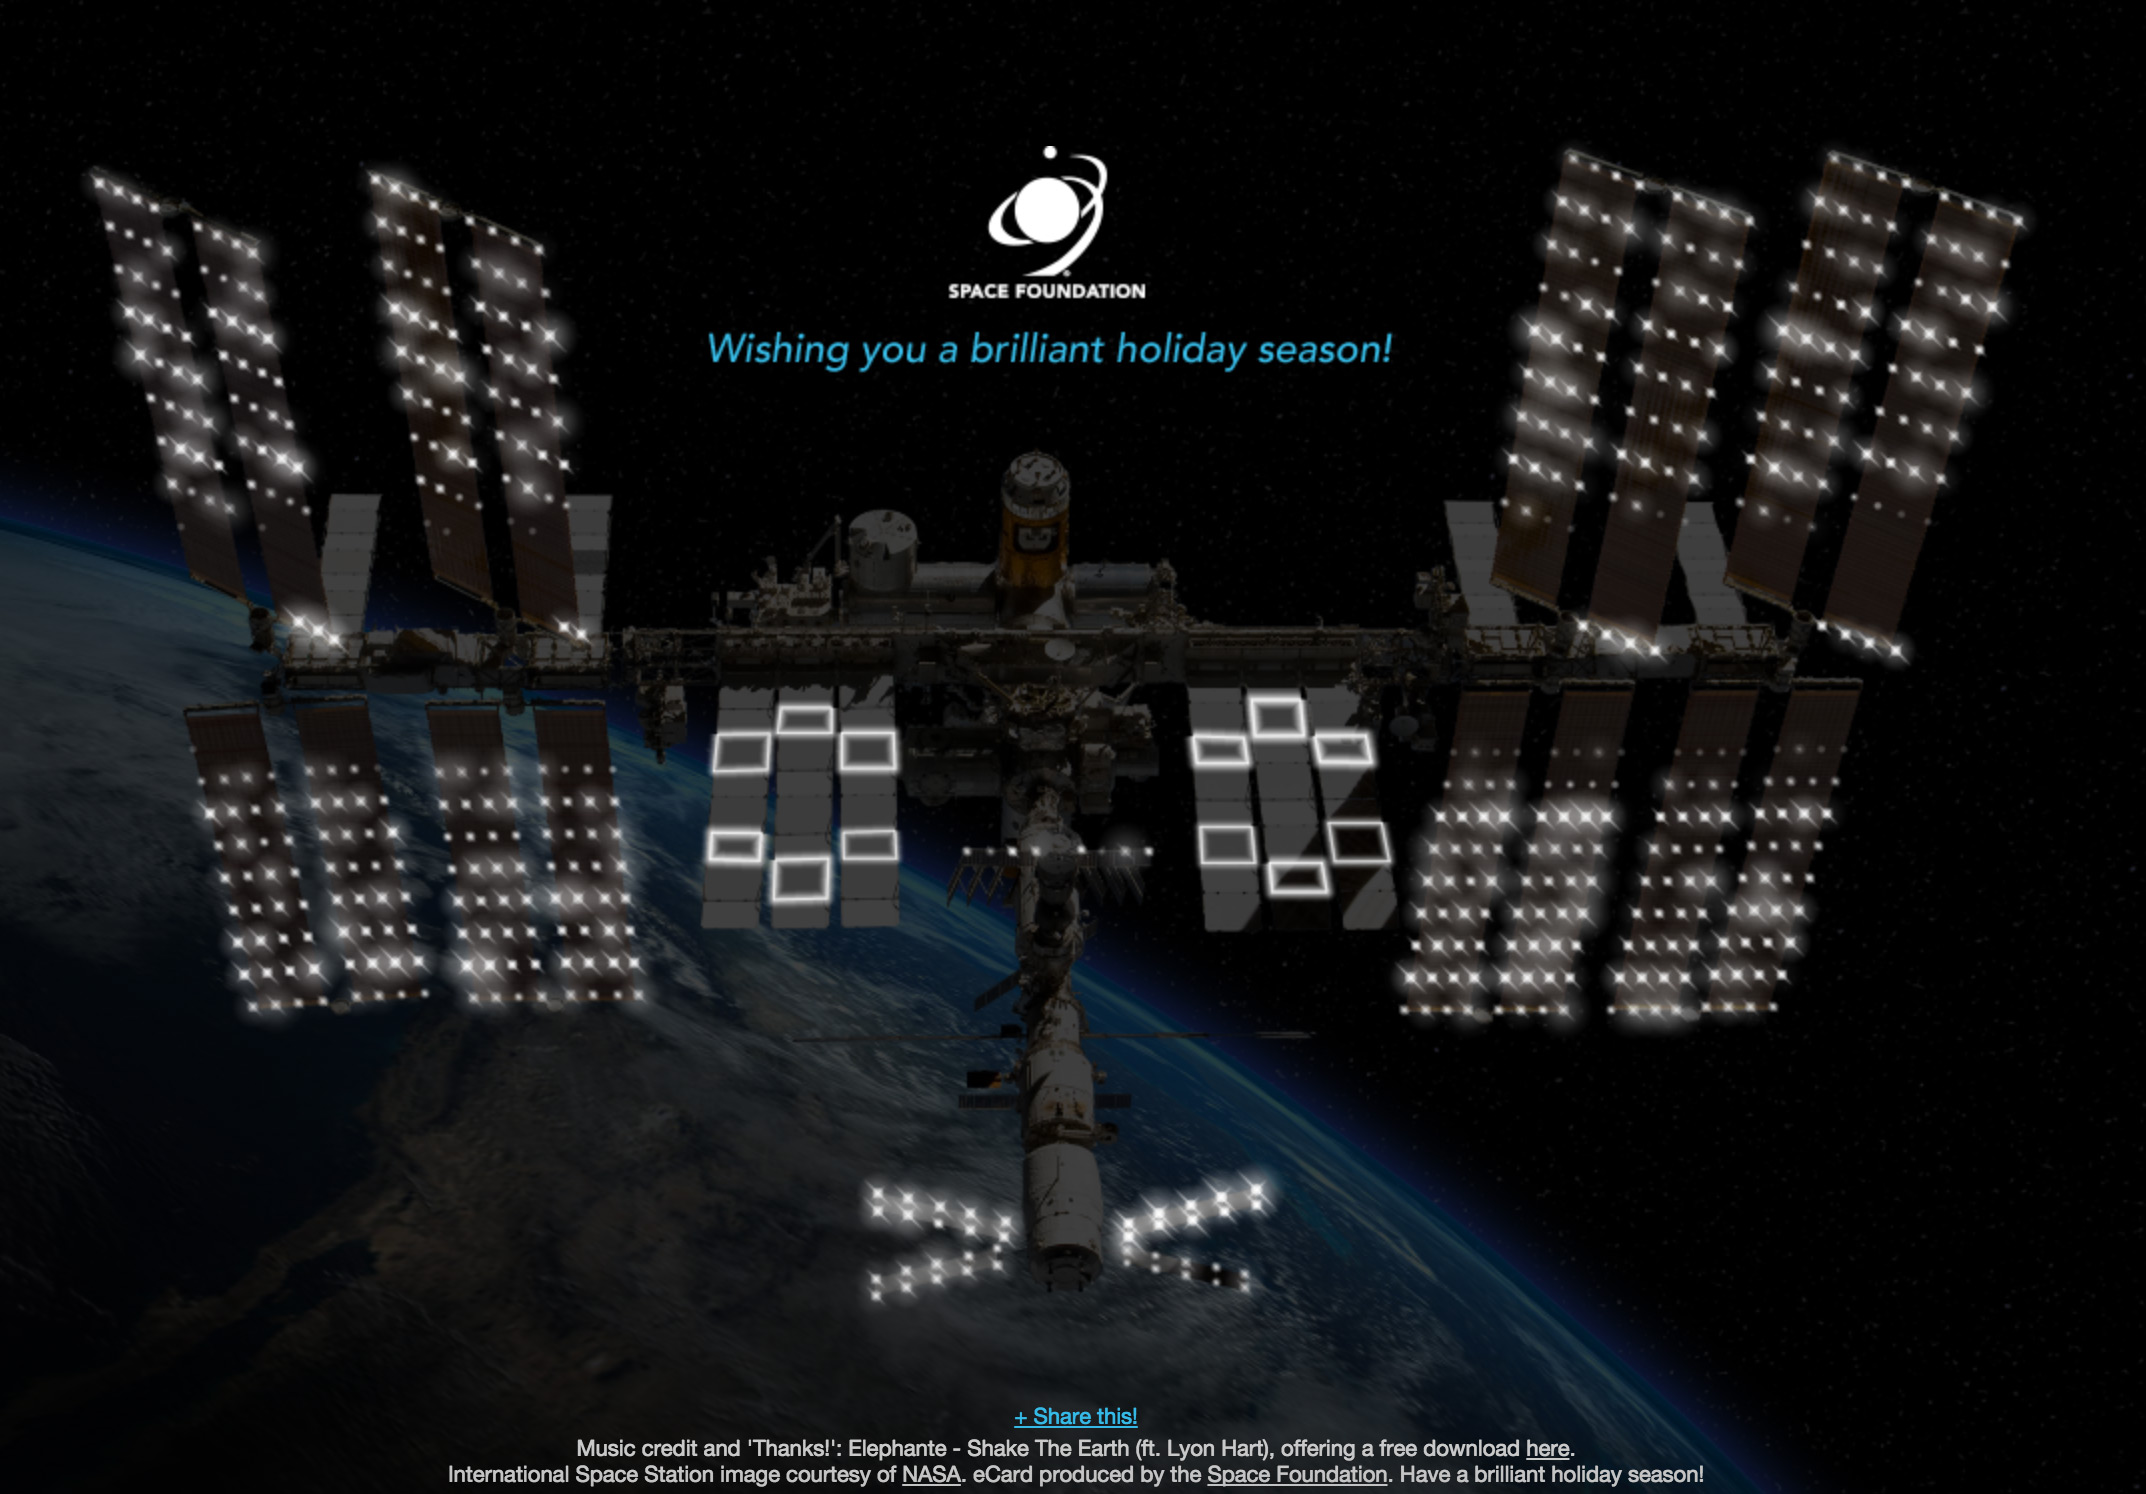 SPACE FOUNDATION
Wishing you a brilliant holiday season!
+ Share this!
Music credit and 'Thanks!': Elephante - Shake The Earth (ft. Lyon Hart), offering a free download here.
International Space Station image courtesy of NASA. eCard produced by the Space Foundation. Have a brilliant holiday season!